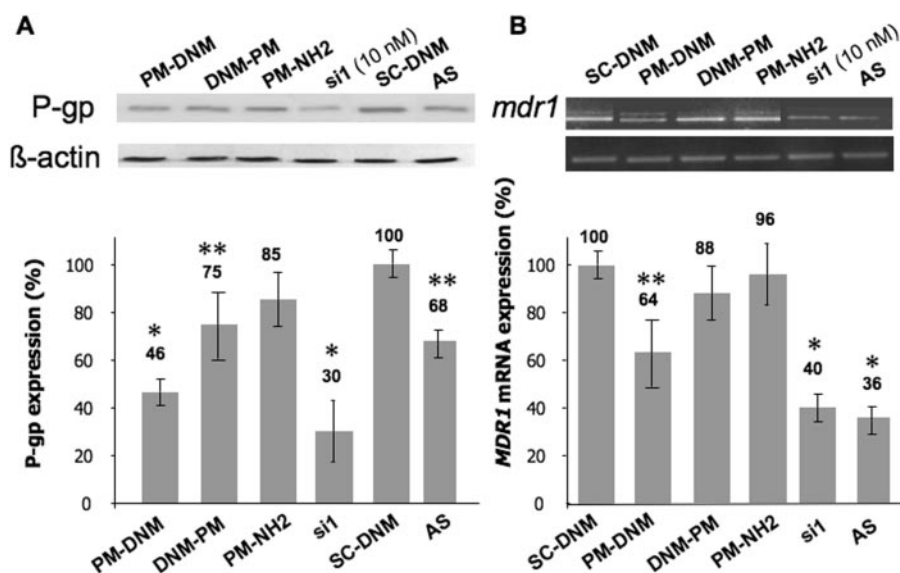 A
PM-DNM DNM-PM PM-NH2 si1 (10 nM) SC-DNM AS
P-gp
ß-actin
P-gp expression (%)
100
80
60
40
20
0
* 46
** 75
85
* 30
100
** 68
PM-DNM DNM-PM PM-NH2 si1 SC-DNM AS
B
SC-DNM PM-DNM DNM-PM PM-NH2 si1 (10 nM) AS
mdr1
MDR1 mRNA expression (%)
100
80
60
40
20
0
100
** 64
88
96
* 40
* 36
SC-DNM PM-DNM DNM-PM PM-NH2 si1 AS